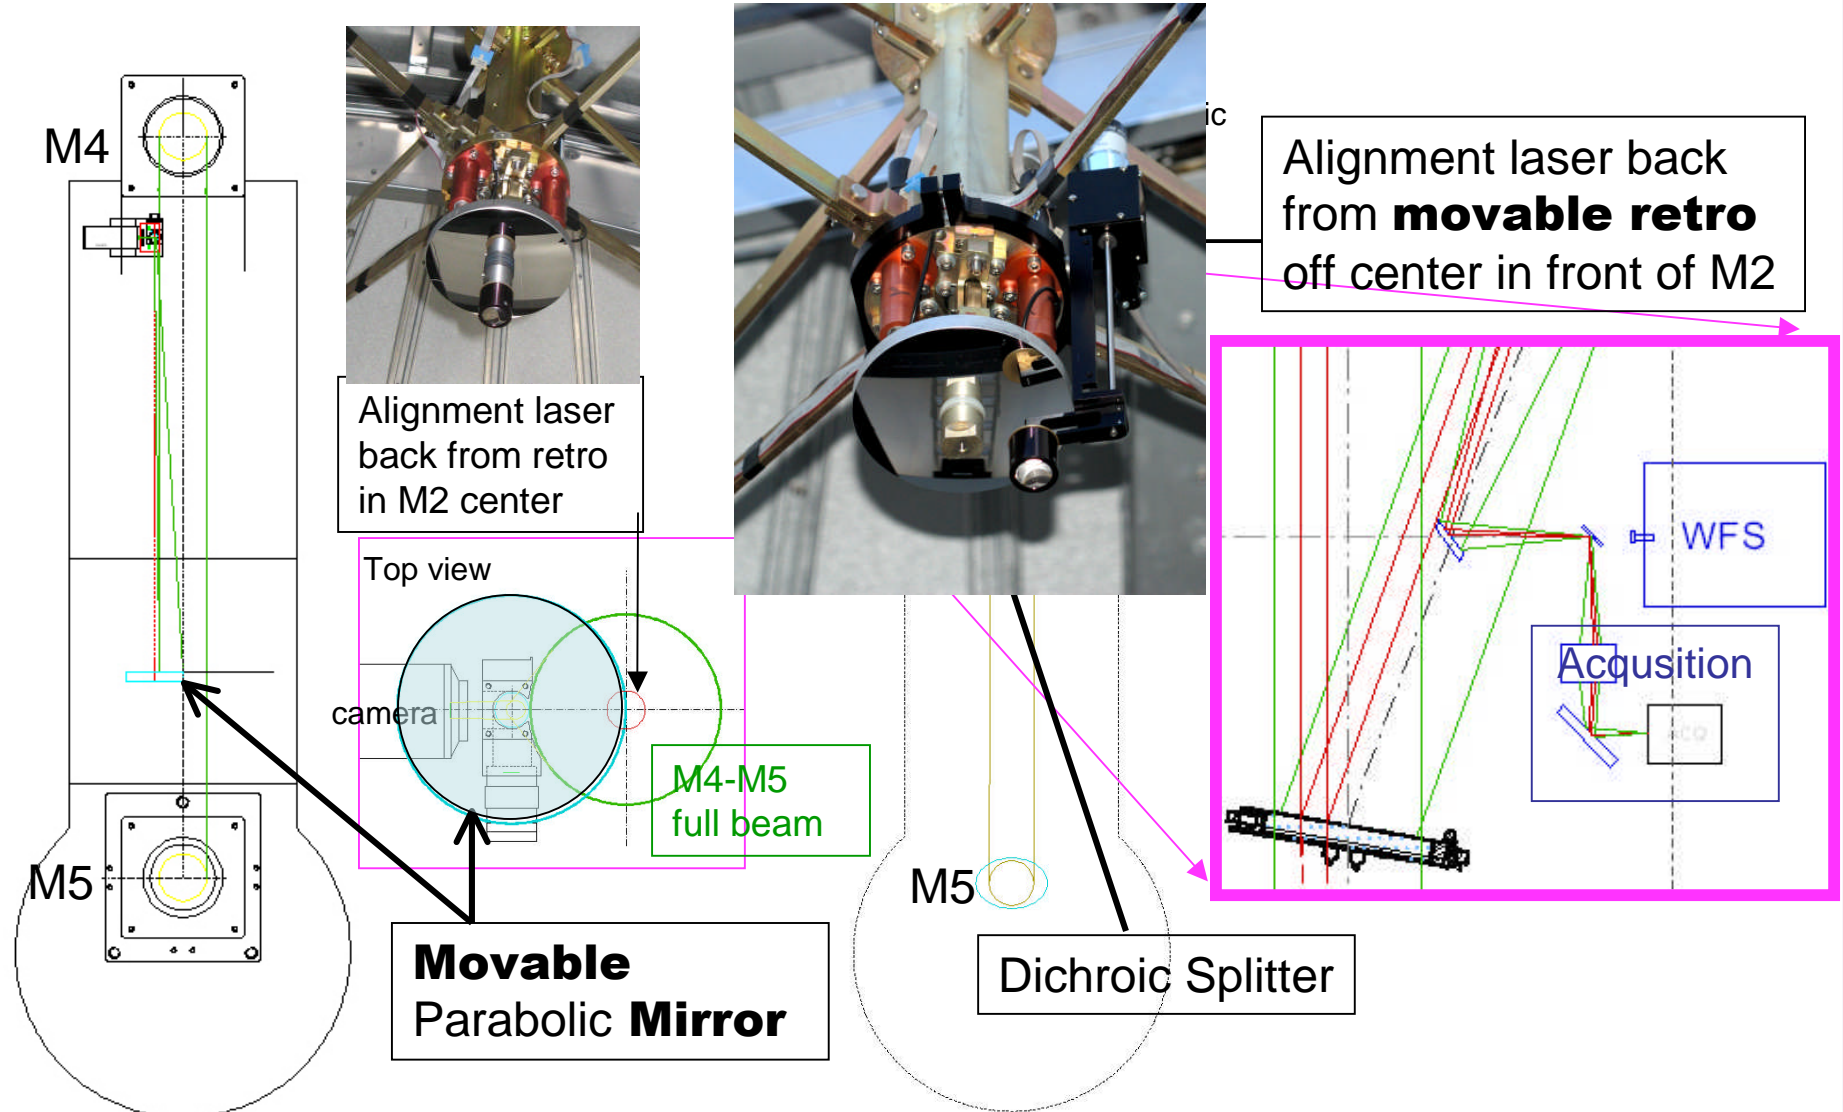 M4
ic
Alignment laser back
from movable retro
off center in front of M2
Alignment laser
back from retro
in M2 center
Top view
camera
M4-M5
full beam
M5
Movable
Parabolic Mirror
M5
Dichroic Splitter
WFS
Acqusition
ACQ